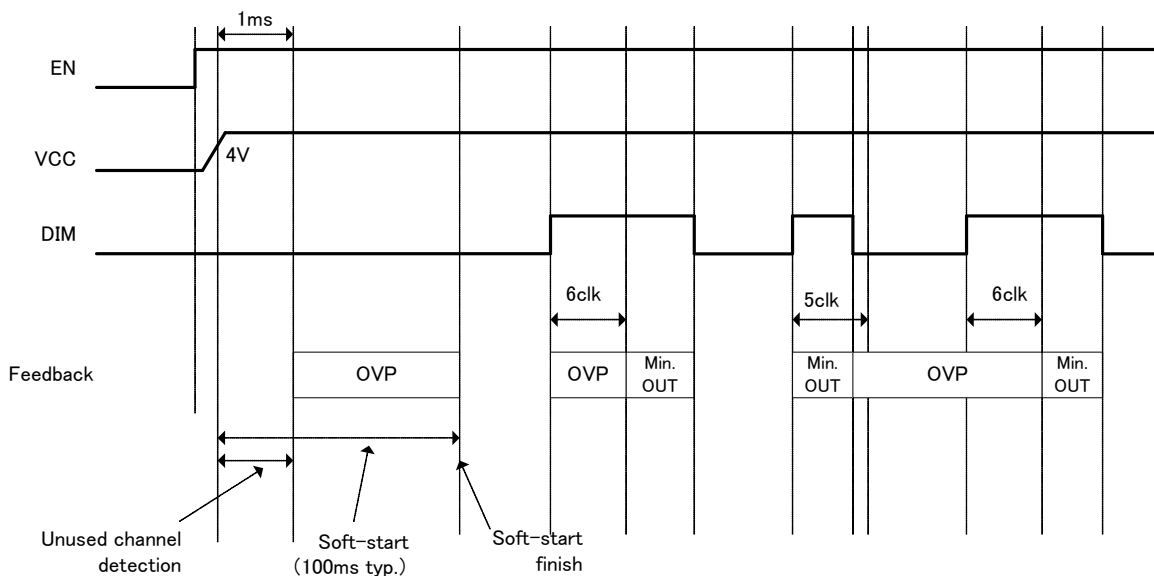 1ms
EN
VCC
4V
DIM
6clk
5clk
6clk
Feedback
OVP
OVP
Min.
OUT
Min.
OUT
OVP
Min.
OUT
Unused channel
detection
Soft-start
(100ms typ.)
Soft-start
finish